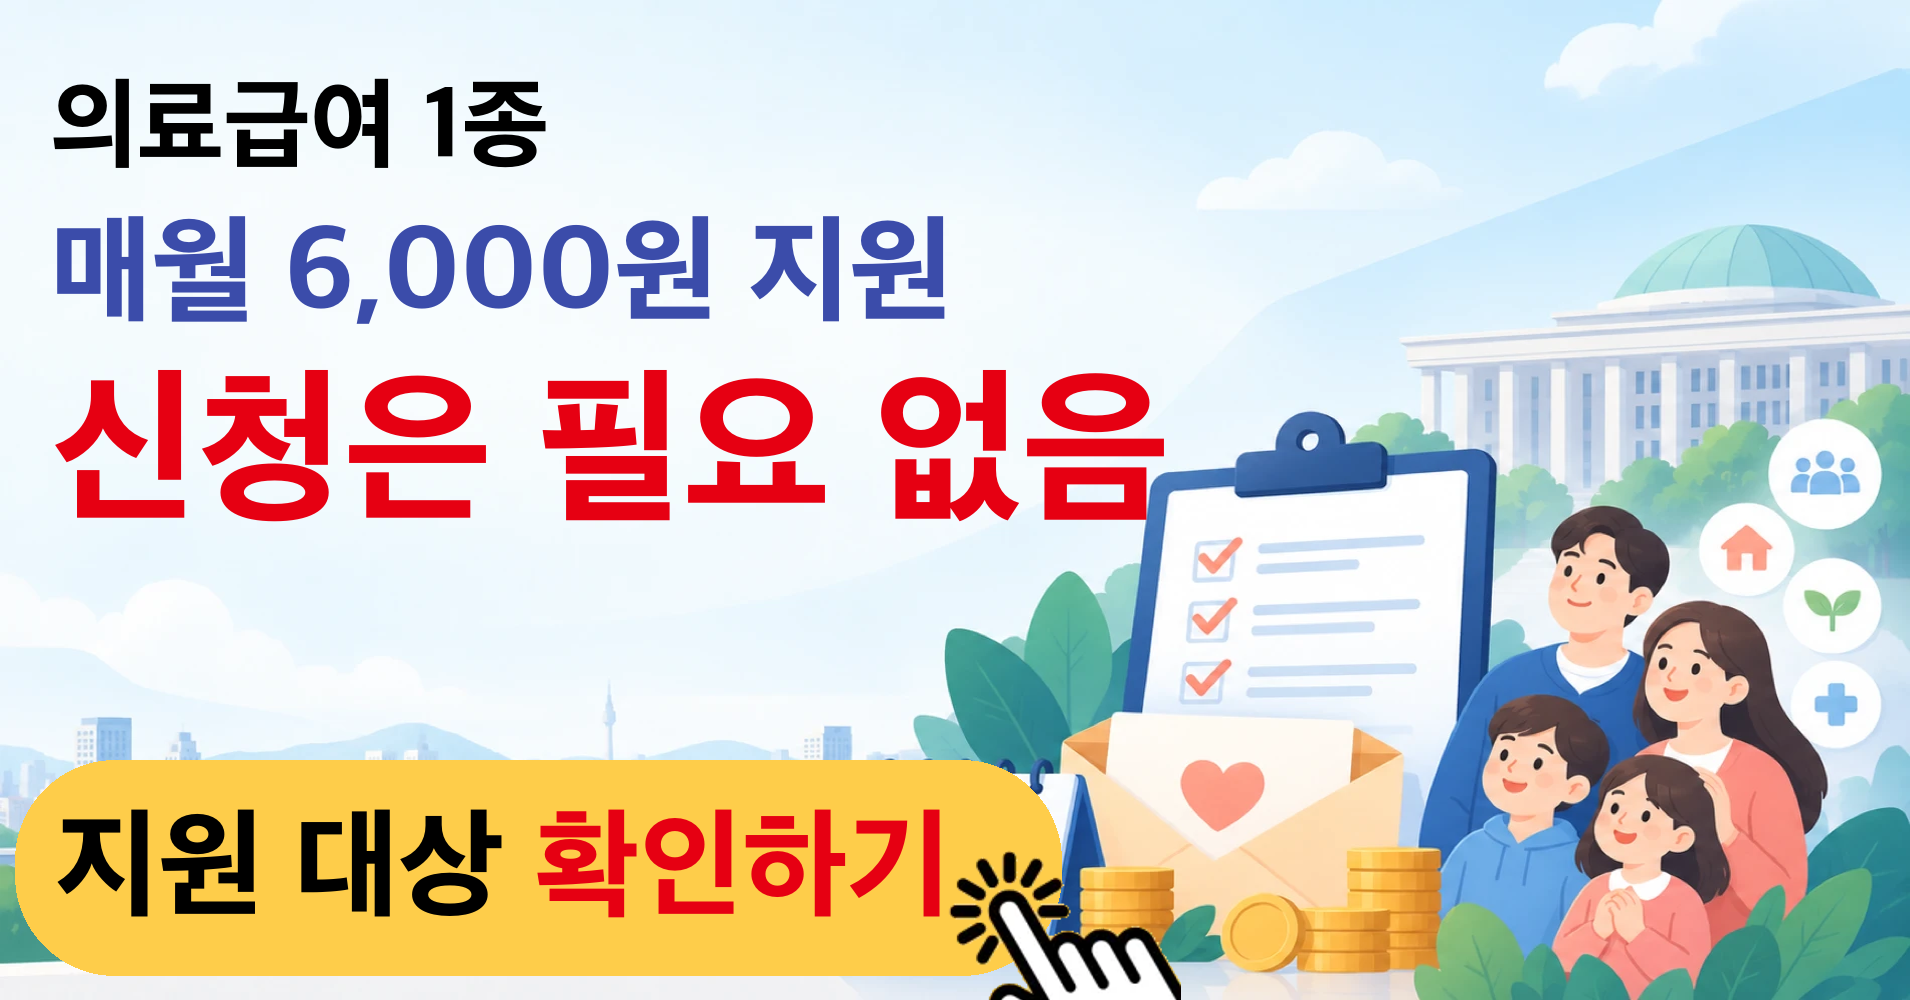 의료급여 1종
매월 6,000원 지원
신청은 필요 없음
지원 대상 확인하기